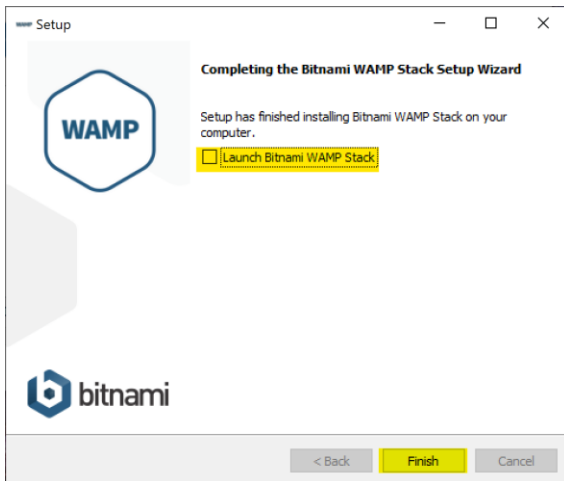 Setup
Completing the Bitnami WAMP Stack Setup Wizard
WAMP
Setup has finished installing Bitnami WAMP Stack on your
computer.
Launch Bitnami WAMP Stack
bitnami
< Back
Finish
Cancel